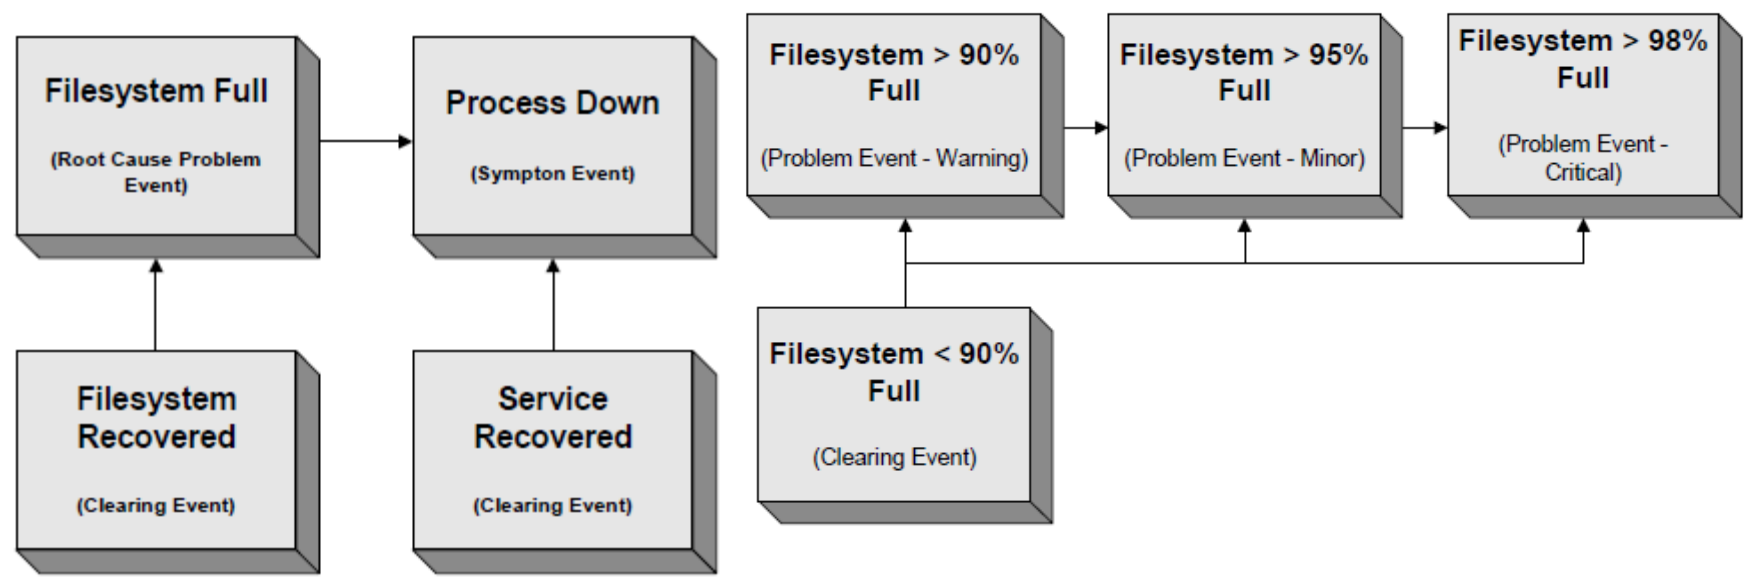 Filesystem Full
(Root Cause Problem
Event)
Process Down
(Sympton Event)
Filesystem > 90%
Full
(Problem Event - Warning)
Filesystem > 95%
Full
(Problem Event - Minor)
Filesystem > 98%
Full
(Problem Event -
Critical)
Filesystem
Recovered
(Clearing Event)
Service
Recovered
(Clearing Event)
Filesystem < 90%
Full
(Clearing Event)